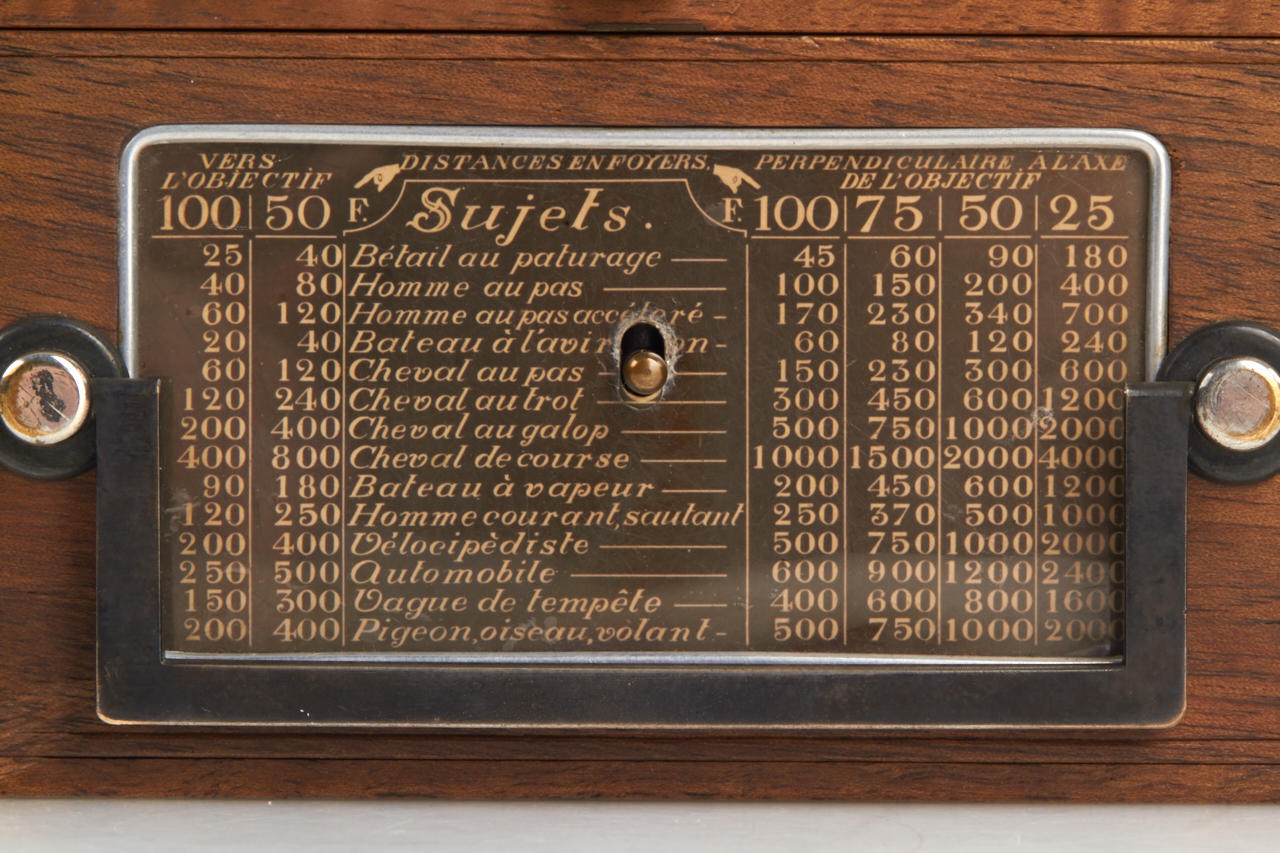 VERS DISTANCES EN FOYERS PERPENDICULAIRE A L'AXE
L'OBJECTIF DE L'OBJECTIF
100 50 F. Sujets. F. 100 75 50 25
25 40 Bétail au paturage 45 60 90 180
40 80 Homme au pas 100 150 200 400
60 120 Homme au pas accéléré 170 230 340 700
20 40 Bateau à l'aviron 60 80 120 240
60 120 Cheval au pas 150 230 300 600
120 240 Cheval au trot 300 450 600 1200
200 400 Cheval au galop 500 750 1000 2000
400 800 Cheval de course 1000 1500 2000 4000
90 180 Bateau à vapeur 200 450 600 1200
120 250 Homme courant, sautant 250 370 500 1000
200 400 Vélocipèdiste 500 750 1000 2000
250 500 Automobile 600 900 1200 2400
150 300 Vague de tempête 400 600 800 1600
200 400 Pigeon, oiseau, volant 500 750 1000 2000